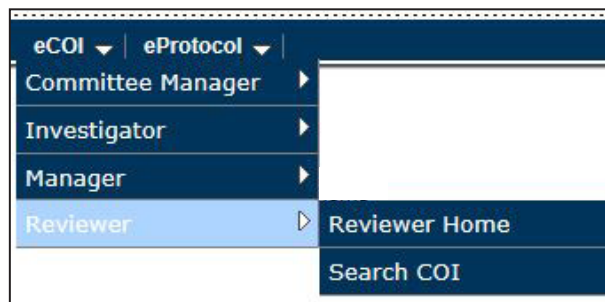 eCOI eProtocol
Committee Manager
Investigator
Manager
Reviewer Reviewer Home
Search COI